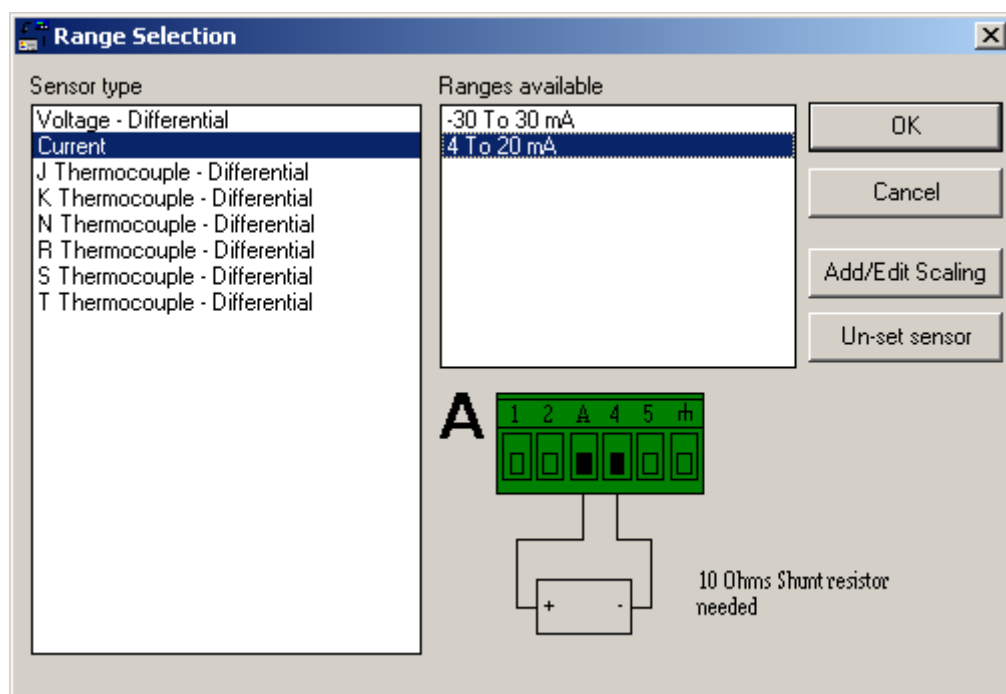 Range Selection
Sensor type
Voltage - Differential
Current
J Thermocouple - Differential
K Thermocouple - Differential
N Thermocouple - Differential
R Thermocouple - Differential
S Thermocouple - Differential
T Thermocouple - Differential
Ranges available
-30 To 30 mA
4 To 20 mA
OK
Cancel
Add/Edit Scaling
Un-set sensor
A
1 2 A 4 5
+ -
10 Ohms Shunt resistor
needed